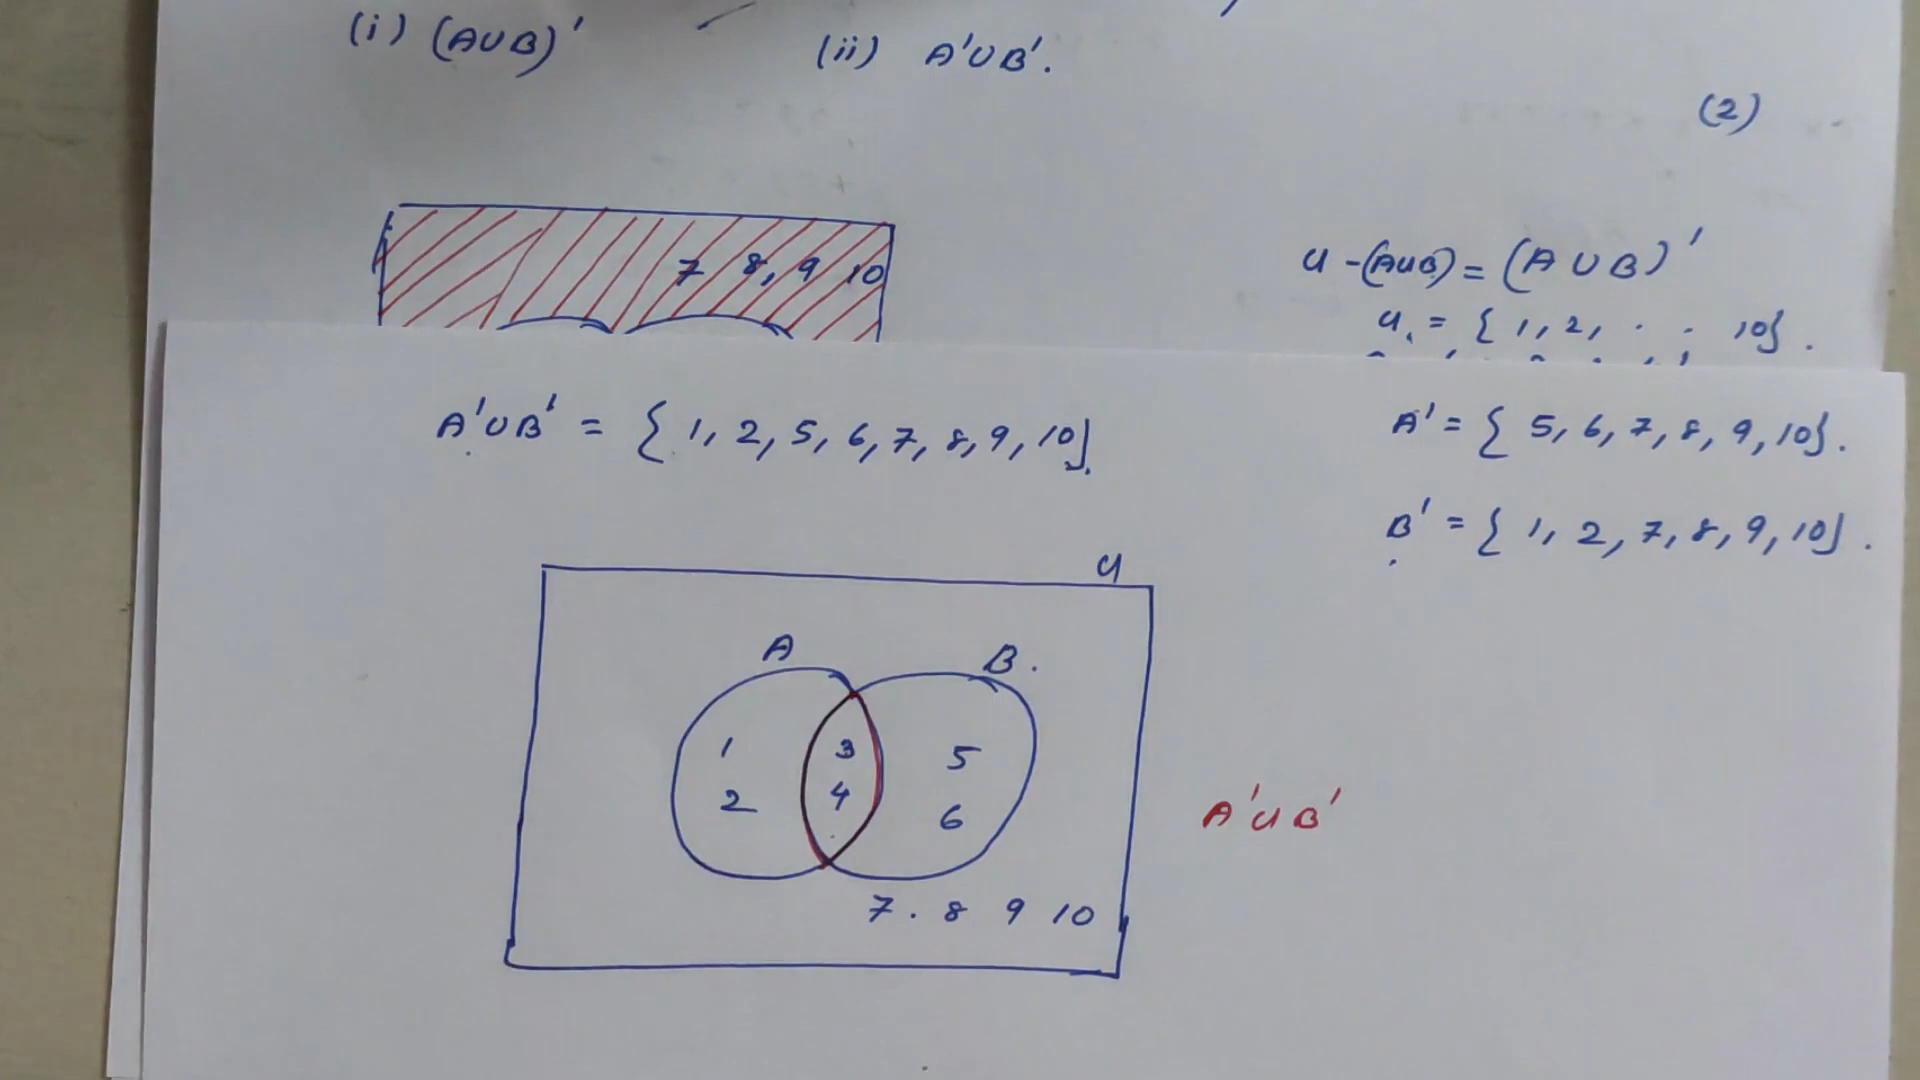 (i) (A∪B)' (ii) A'∪B'.
(2)
7 8, 9 10
U -(A∪B) = (A ∪ B)'
U = { 1, 2, . . ; 10} .
A'∪B' = { 1, 2, 5, 6, 7, 8, 9, 10}.
A' = { 5, 6, 7, 8, 9, 10}.
B' = { 1, 2, 7, 8, 9, 10} .
U
A B.
1 3 5
2 4 6
A'∪B'
7 . 8 9 10